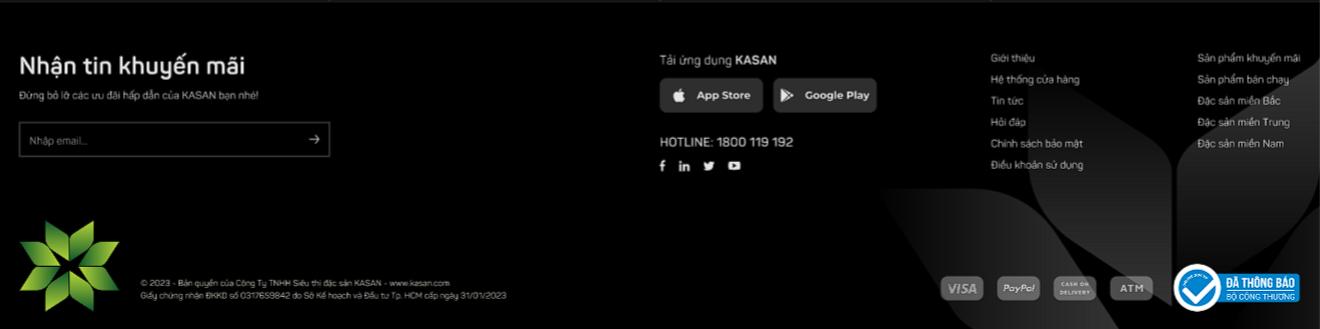 Nhận tin khuyến mãi
Đừng bỏ lỡ các ưu đãi hấp dẫn của KASAN bạn nhé!
Nhập email...
Tải ứng dụng KASAN
App Store
Google Play
HOTLINE: 1800 119 192
Giới thiệu
Hệ thống cửa hàng
Tin tức
Hỏi đáp
Chính sách bảo mật
Điều khoản sử dụng
Sản phẩm khuyến mãi
Sản phẩm bán chạy
Đặc sản miền Bắc
Đặc sản miền Trung
Đặc sản miền Nam
© 2023 - Bản quyền của Công Ty TNHH Siêu thị đặc sản KASAN - www.kasan.com
Giấy chứng nhận ĐKKD số 0317659842 do Sở Kế hoạch và Đầu tư Tp. HCM cấp ngày 31/01/2023
VISA
PayPal
CASH ON
DELIVERY
ATM
ĐÃ THÔNG BÁO
BỘ CÔNG THƯƠNG